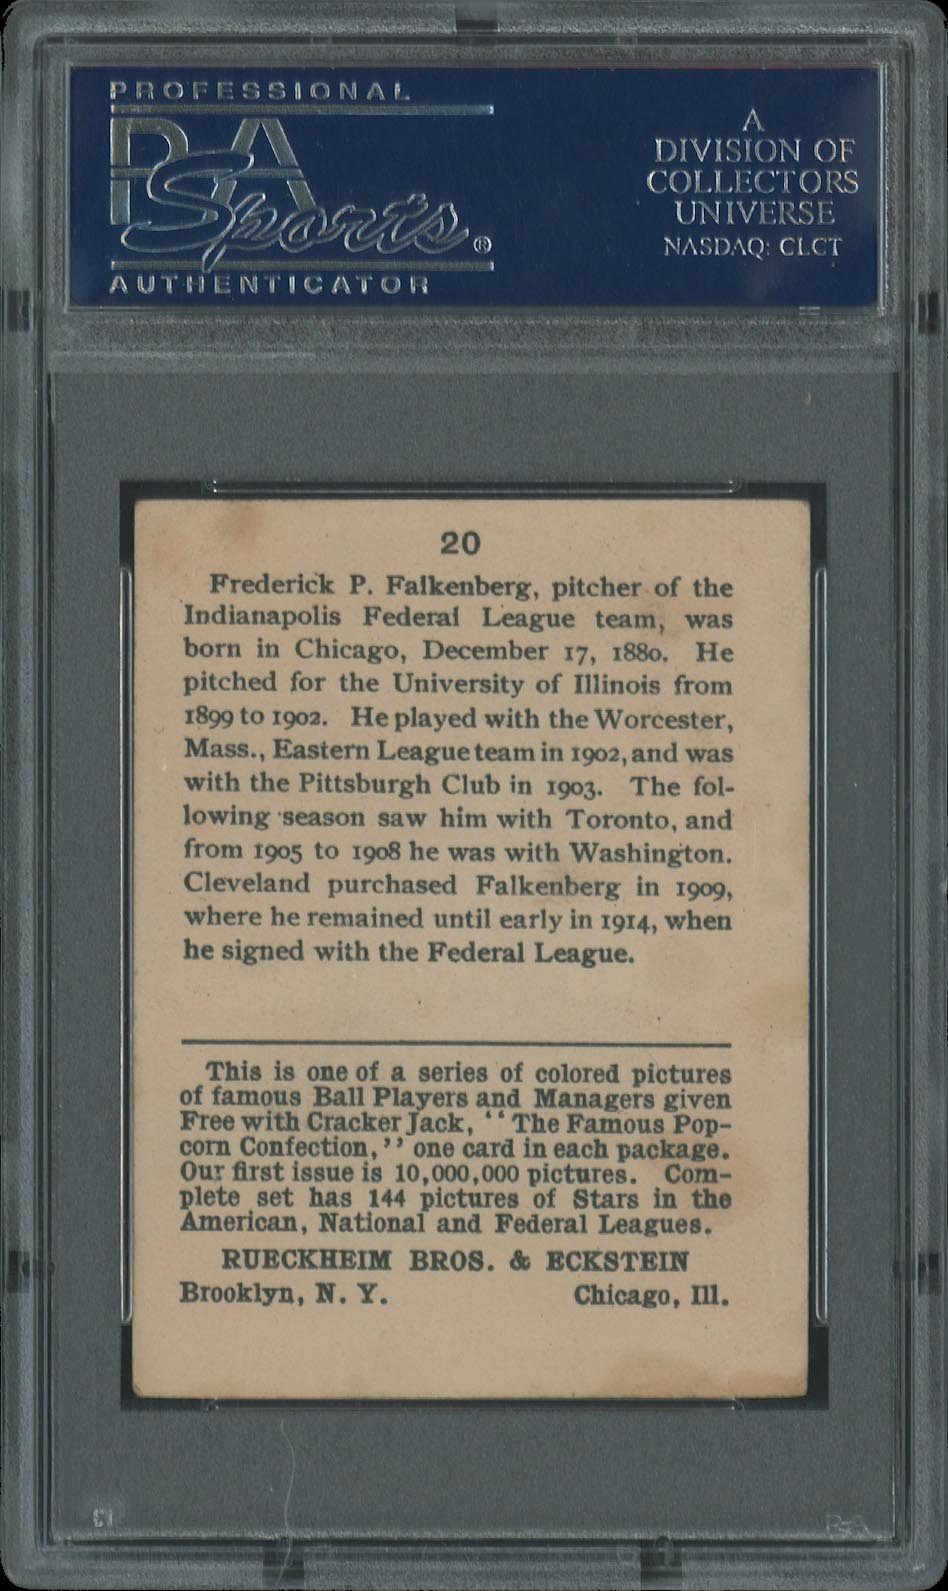 PROFESSIONAL
PSA
Sports®
AUTHENTICATOR
A
DIVISION OF
COLLECTORS
UNIVERSE
NASDAQ: CLCT
20
Frederick P. Falkenberg, pitcher of the
Indianapolis Federal League team, was
born in Chicago, December 17, 1880. He
pitched for the University of Illinois from
1899 to 1902. He played with the Worcester,
Mass., Eastern League team in 1902, and was
with the Pittsburgh Club in 1903. The fol-
lowing season saw him with Toronto, and
from 1905 to 1908 he was with Washington.
Cleveland purchased Falkenberg in 1909,
where he remained until early in 1914, when
he signed with the Federal League.
This is one of a series of colored pictures
of famous Ball Players and Managers given
Free with Cracker Jack, "The Famous Pop-
corn Confection," one card in each package.
Our first issue is 10,000,000 pictures. Com-
plete set has 144 pictures of Stars in the
American, National and Federal Leagues.
RUECKHEIM BROS. & ECKSTEIN
Brooklyn, N. Y. Chicago, Ill.
PSA